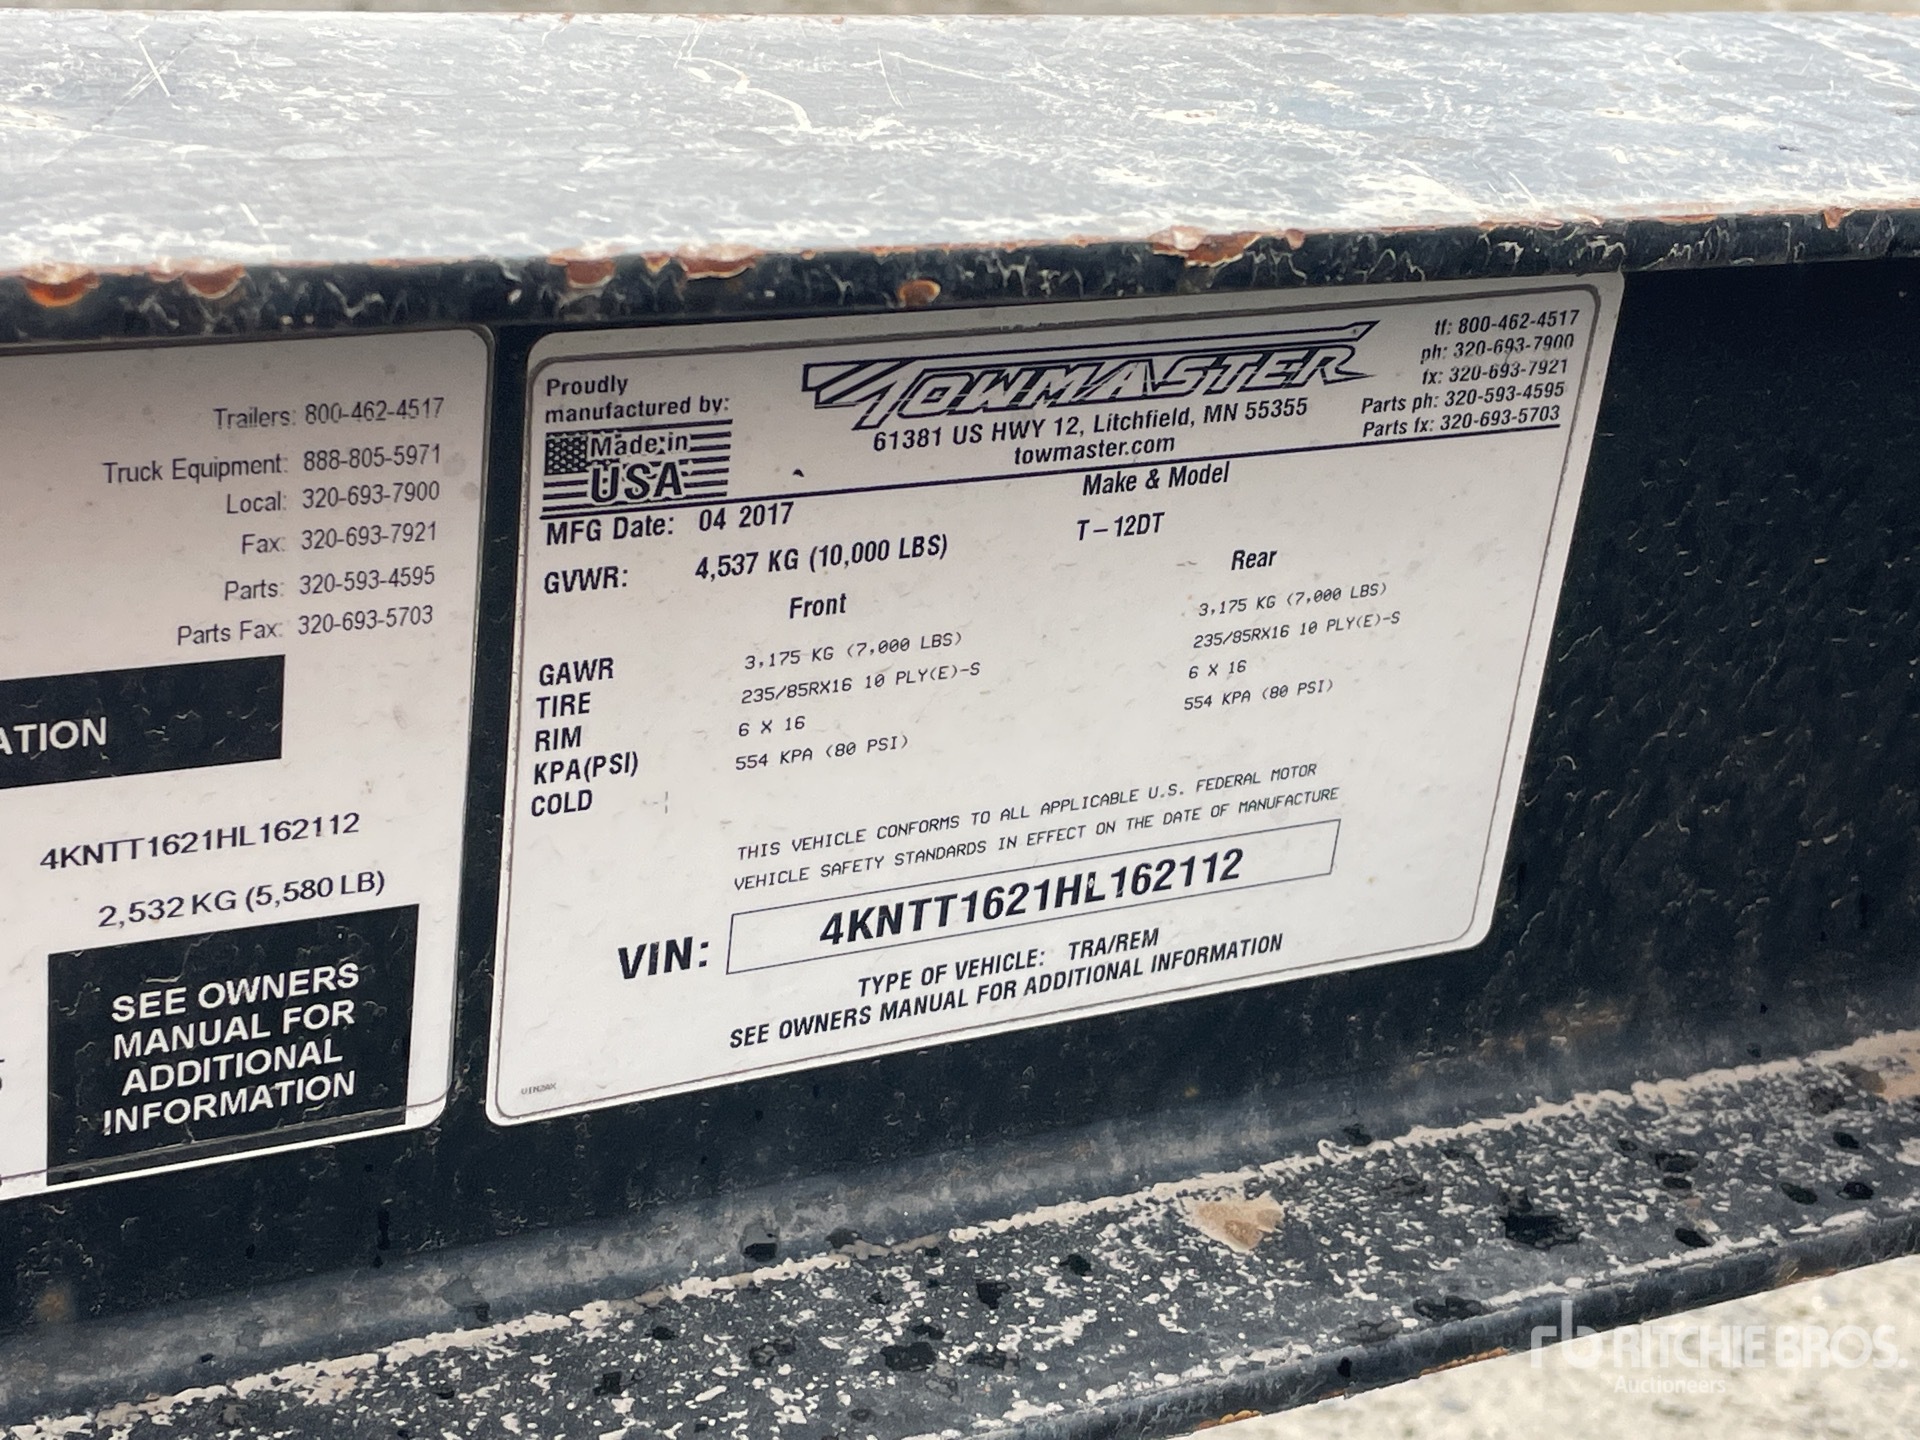 Trailers: 800-462-4517
Truck Equipment: 888-805-5971
Local: 320-693-7900
Fax: 320-693-7921
Parts: 320-593-4595
Parts Fax: 320-693-5703
ATION
4KNTT1621HL162112
2,532 KG (5,580 LB)
SEE OWNERS
MANUAL FOR
ADDITIONAL
INFORMATION
Proudly
manufactured by:
Made in
USA
TOWMASTER
61381 US HWY 12, Litchfield, MN 55355
towmaster.com
tf: 800-462-4517
ph: 320-693-7900
fx: 320-693-7921
Parts ph: 320-593-4595
Parts fx: 320-693-5703
MFG Date: 04 2017
Make & Model
GVWR: 4,537 KG (10,000 LBS)
T-12DT
Front Rear
GAWR 3,175 KG (7,000 LBS) 3,175 KG (7,000 LBS)
TIRE 235/85RX16 10 PLY(E)-S 235/85RX16 10 PLY(E)-S
RIM 6 X 16 6 X 16
KPA(PSI) 554 KPA (80 PSI) 554 KPA (80 PSI)
COLD
THIS VEHICLE CONFORMS TO ALL APPLICABLE U.S. FEDERAL MOTOR
VEHICLE SAFETY STANDARDS IN EFFECT ON THE DATE OF MANUFACTURE
VIN: 4KNTT1621HL162112
TYPE OF VEHICLE: TRA/REM
SEE OWNERS MANUAL FOR ADDITIONAL INFORMATION
rb RITCHIE BROS.
Auctioneers